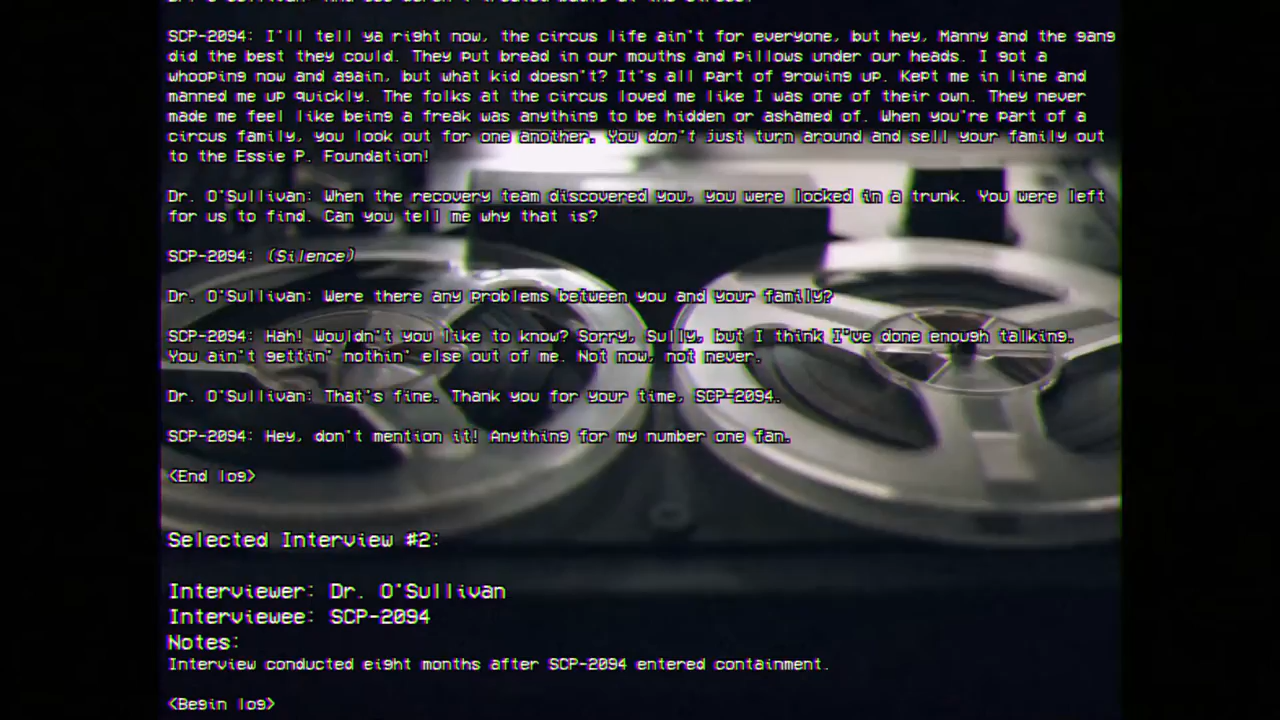 SCP-2094: I'll tell ya right now, the circus life ain't for everyone, but hey, Manny and the gang
did the best they could. They put bread in our mouths and pillows under our heads. I got a
whooping now and again, but what kid doesn't? It's all part of growing up. Kept me in line and
manned me up quickly. The folks at the circus loved me like I was one of their own. They never
made me feel like being a freak was anything to be hidden or ashamed of. When you're part of a
circus family, you look out for one another. You don't just turn around and sell your family out
to the Essie P. Foundation!
Dr. O'Sullivan: When the recovery team discovered you, you were locked in a trunk. You were left
for us to find. Can you tell me why that is?
SCP-2094: (Silence)
Dr. O'Sullivan: Were there any problems between you and your family?
SCP-2094: Hah! Wouldn't you like to know? Sorry, Sully, but I think I've done enough tallking.
You ain't gettin' nothin' else out of me. Not now, not never.
Dr. O'Sullivan: That's fine. Thank you for your time, SCP-2094.
SCP-2094: Hey, don't mention it! Anything for my number one fan.
<End log>
Selected Interview #2:
Interviewer: Dr. O'Sullivan
Interviewee: SCP-2094
Notes:
Interview conducted eight months after SCP-2094 entered containment.
<Begin log>